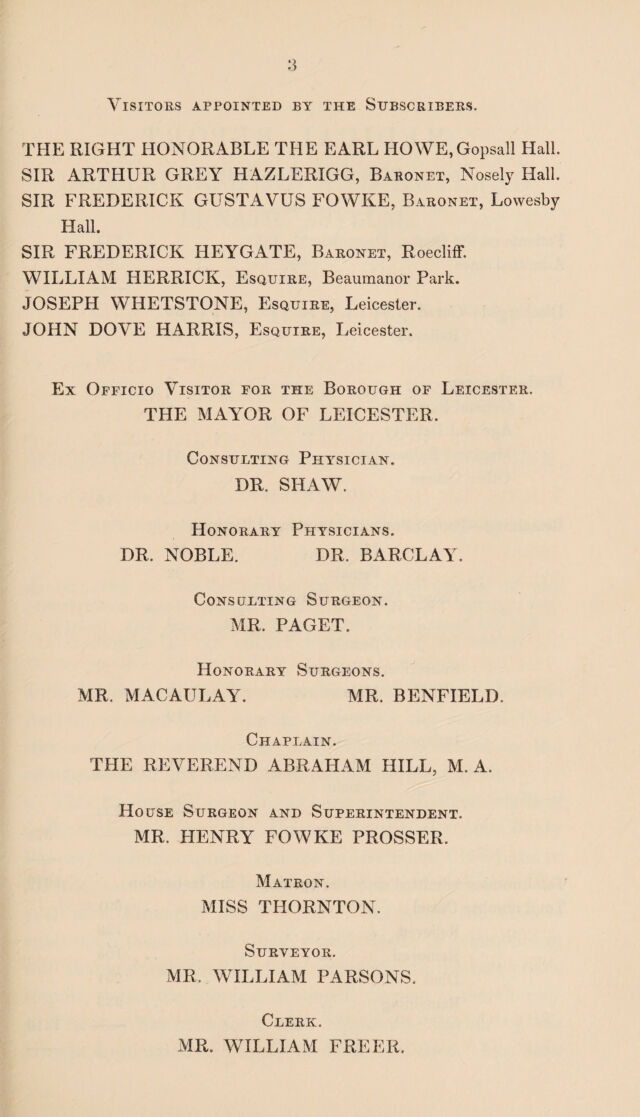 3
VISITORS APPOINTED BY THE SUBSCRIBERS.
THE RIGHT HONORABLE THE EARL HOWE, Gopsall Hall.
SIR ARTHUR GREY HAZLERIGG, BARONET, Nosely Hall.
SIR FREDERICK GUSTAVUS FOWKE, BARONET, Lowesby
Hall.
SIR FREDERICK HEYGATE, BARONET, Roecliff.
WILLIAM HERRICK, ESQUIRE, Beaumanor Park.
JOSEPH WHETSTONE, ESQUIRE, Leicester.
JOHN DOVE HARRIS, ESQUIRE, Leicester.
EX OFFICIO VISITOR FOR THE BOROUGH OF LEICESTER.
THE MAYOR OF LEICESTER.
CONSULTING PHYSICIAN.
DR. SHAW.
HONORARY PHYSICIANS.
DR. NOBLE. DR. BARCLAY.
CONSULTING SURGEON.
MR. PAGET.
HONORARY SURGEONS.
MR. MACAULAY. MR. BENFIELD.
CHAPLAIN.
THE REVEREND ABRAHAM HILL, M. A.
HOUSE SURGEON AND SUPERINTENDENT.
MR. HENRY FOWKE PROSSER.
MATRON.
MISS THORNTON.
SURVEYOR.
MR. WILLIAM PARSONS.
CLERK.
MR. WILLIAM FREER.